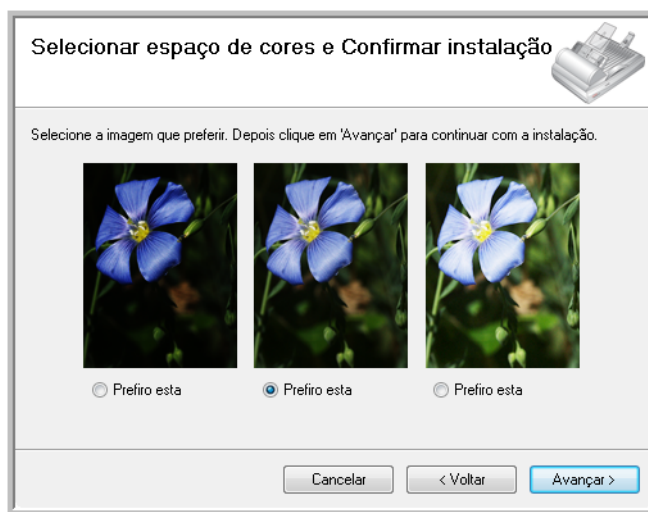 Selecionar espaço de cores e Confirmar instalação
Selecione a imagem que preferir. Depois clique em 'Avançar' para continuar com a instalação.
Prefiro esta
Prefiro esta
Prefiro esta
Cancelar
< Voltar
Avançar >